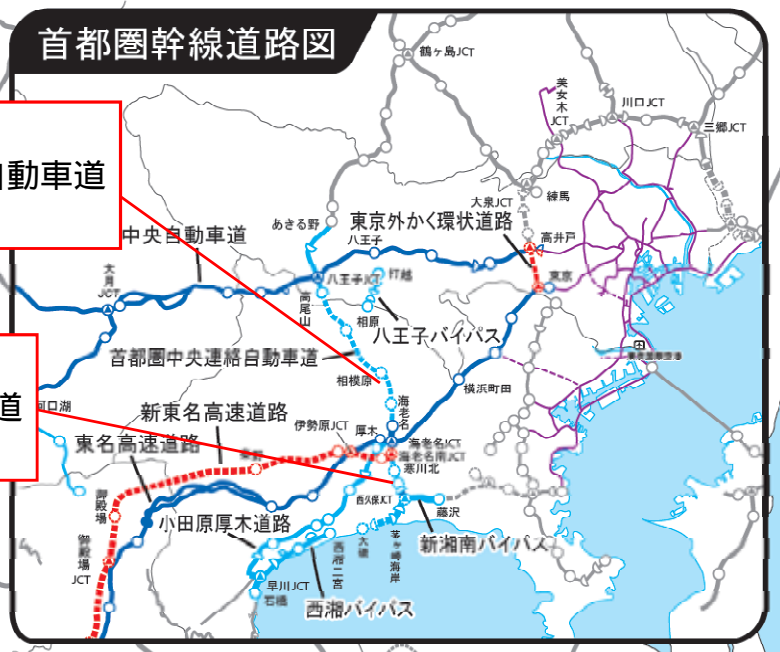 首都圏幹線道路図
鶴ヶ島JCT
美女木JCT
川口JCT
三郷JCT
自動車道
大泉JCT
練馬
あきる野
東京外かく環状道路
中央自動車道
八王子
高井戸
大月JCT
八王子JCT
打越
東京
高尾山
相原
八王子バイパス
首都圏中央連絡自動車道
相模原
横浜町田
道
河口湖
海老名
新東名高速道路
伊勢原JCT
厚木
東名高速道路
海老名JCT
海老名南JCT
秦野
寒川北
御殿場
小田原厚木道路
西久保JCT
藤沢
御殿場JCT
西湘二宮
大磯
茅ヶ崎海岸
新湘南バイパス
早川JCT
石橋
西湘バイパス